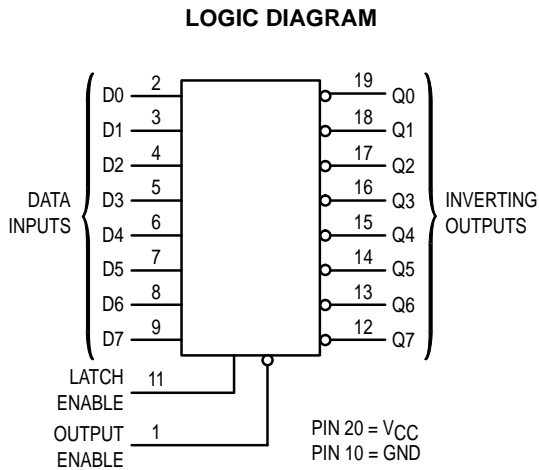 LOGIC DIAGRAM
D0 2 19 Q0
D1 3 18 Q1
D2 4 17 Q2
D3 5 16 Q3
D4 6 15 Q4
D5 7 14 Q5
D6 8 13 Q6
D7 9 12 Q7
DATA
INPUTS
INVERTING
OUTPUTS
LATCH
ENABLE
11
OUTPUT
ENABLE
1
PIN 20 = VCC
PIN 10 = GND